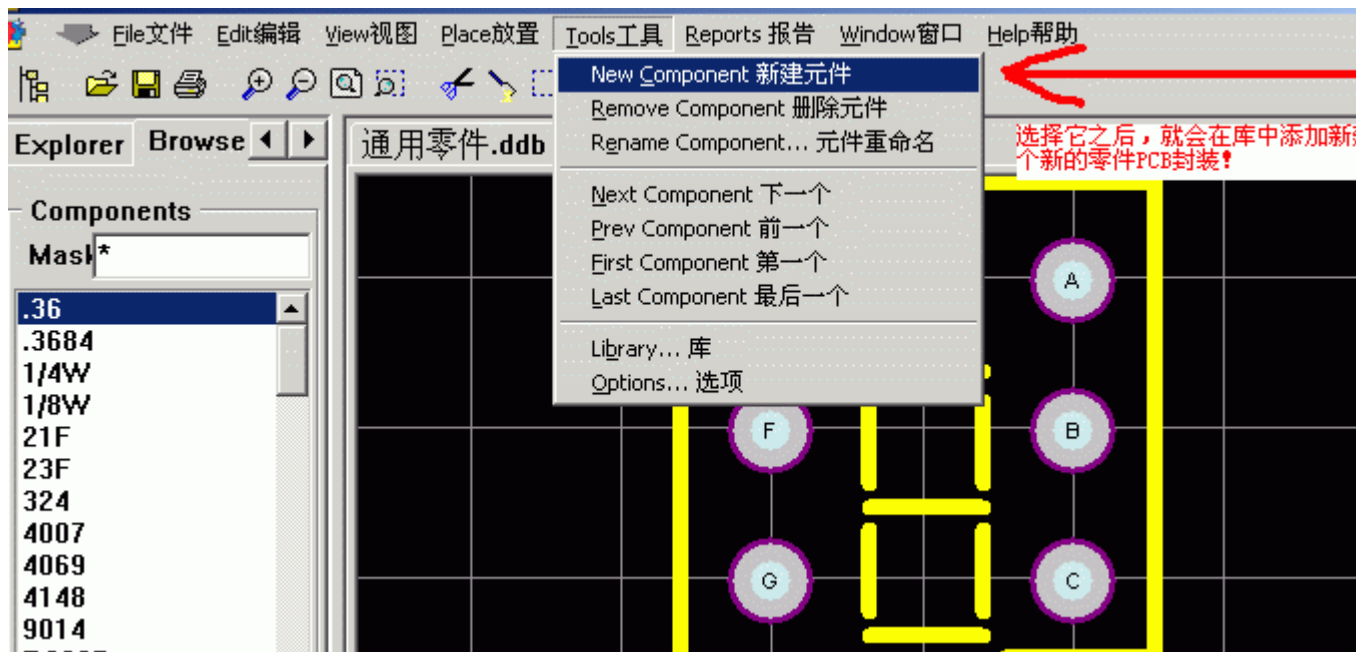 File文件 Edit编辑 View视图 Place放置 Tools工具 Reports 报告 Window窗口 Help帮助
New Component 新建元件
Remove Component 删除元件
Rename Component... 元件重命名
Next Component 下一个
Prev Component 前一个
First Component 第一个
Last Component 最后一个
Library... 库
Options... 选项
选择它之后，就会在库中添加新
个新的零件PCB封装！
Explorer Browse
通用零件.ddb
Components
Mask *
.36
.3684
1/4W
1/8W
21F
23F
324
4007
4069
4148
9014
A
F
B
G
C